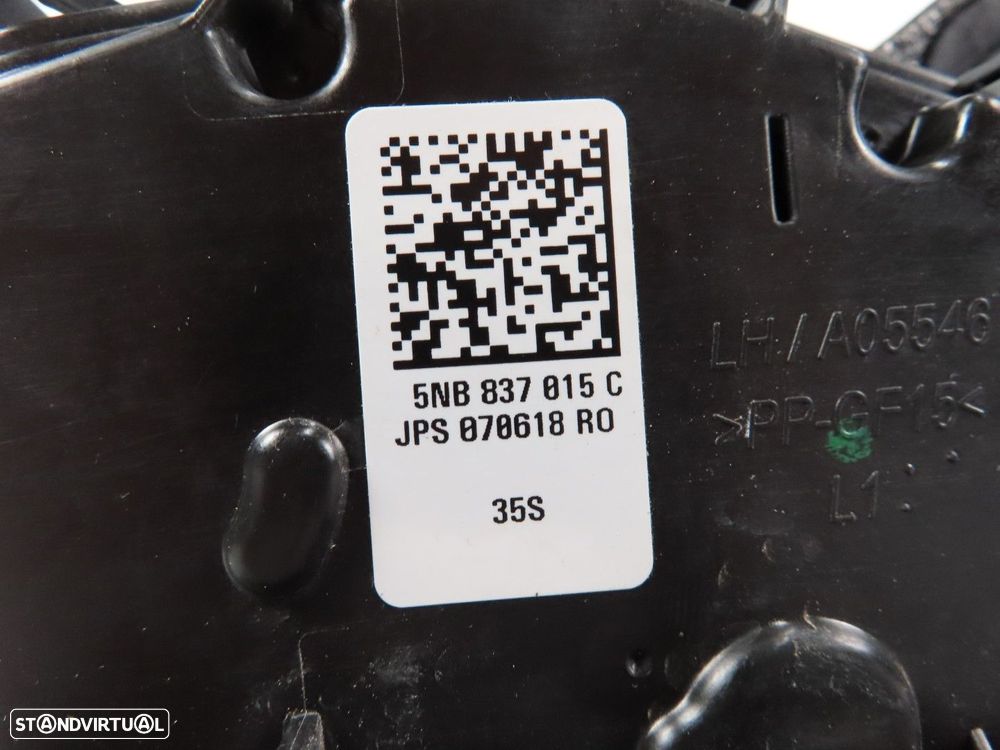 5NB 837 015 C
JPS 070618 RO
35S
LH/A05546
>PP-GF15<
L1
STANDVIRTUAL